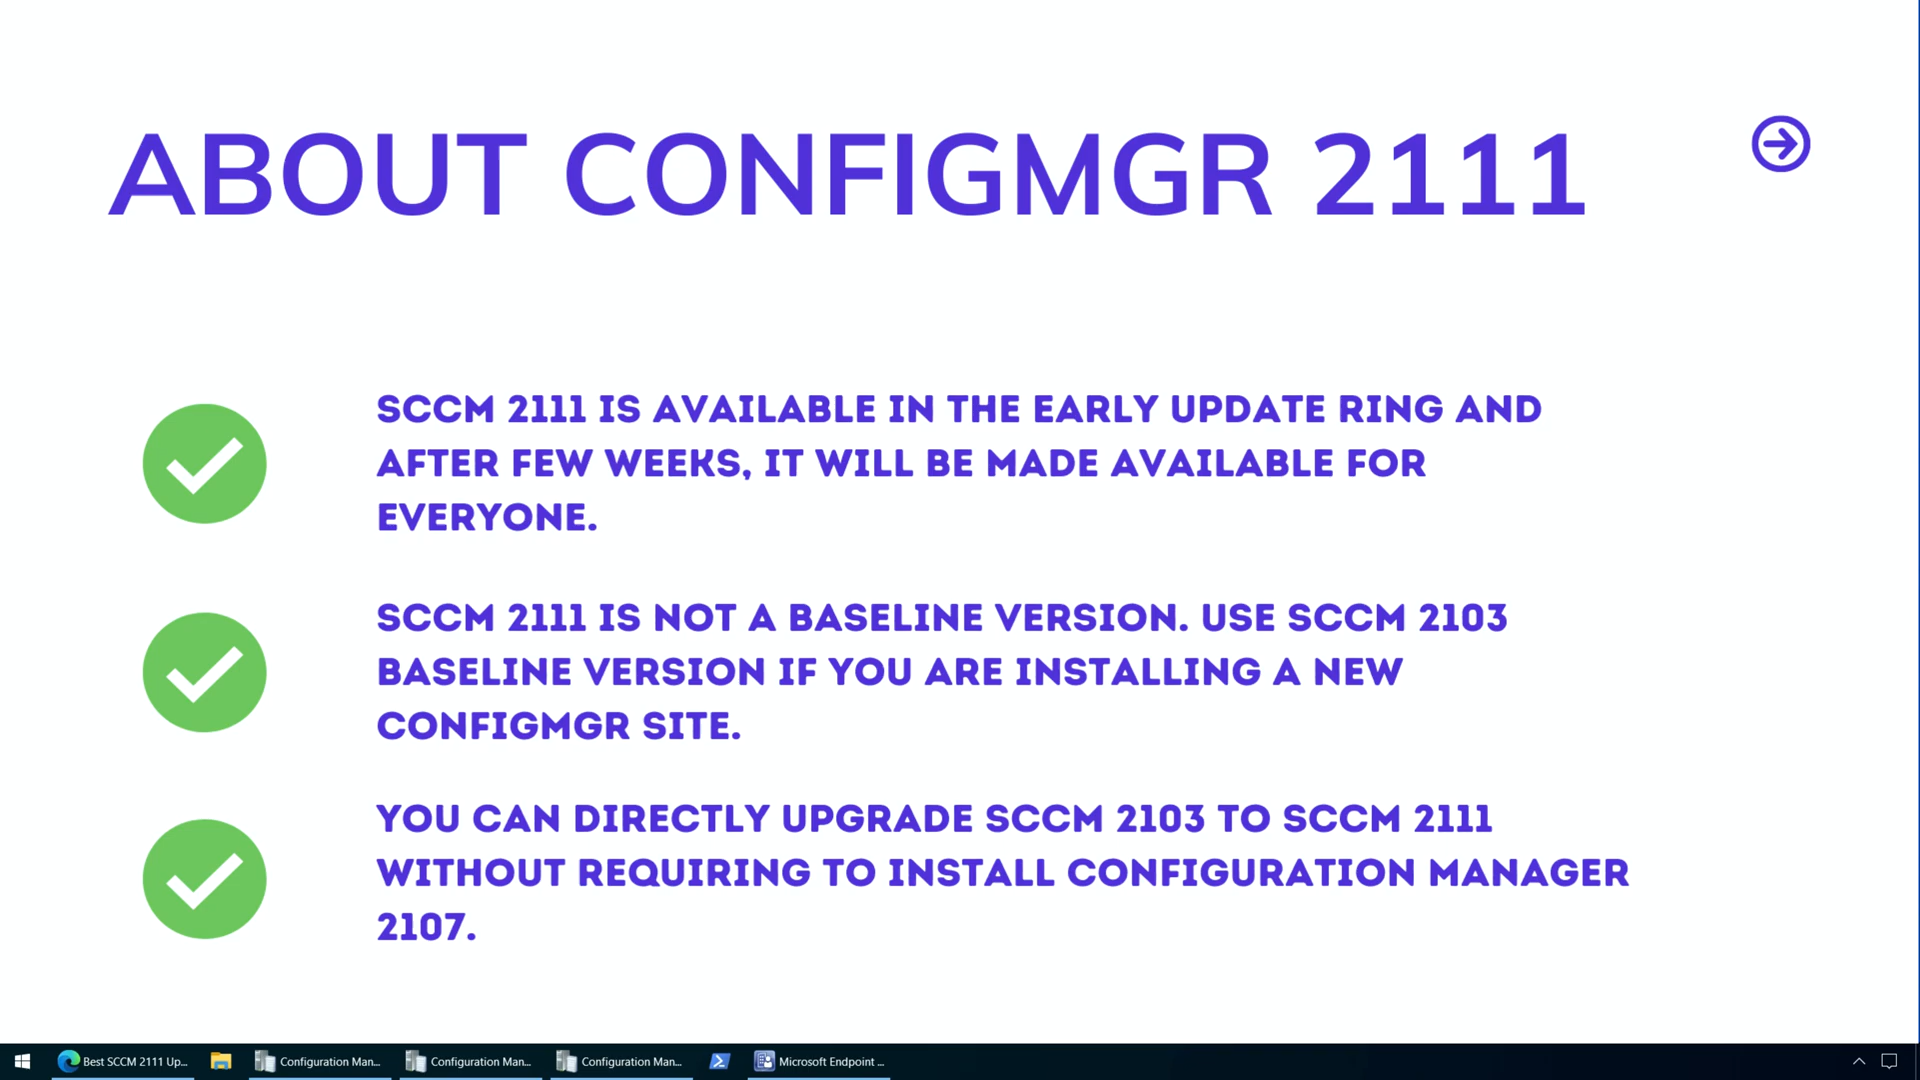 ABOUT CONFIGMGR 2111
SCCM 2111 IS AVAILABLE IN THE EARLY UPDATE RING AND
AFTER FEW WEEKS, IT WILL BE MADE AVAILABLE FOR
EVERYONE.
SCCM 2111 IS NOT A BASELINE VERSION. USE SCCM 2103
BASELINE VERSION IF YOU ARE INSTALLING A NEW
CONFIGMGR SITE.
YOU CAN DIRECTLY UPGRADE SCCM 2103 TO SCCM 2111
WITHOUT REQUIRING TO INSTALL CONFIGURATION MANAGER
2107.
Best SCCM 2111 Up... Configuration Man... Configuration Man... Configuration Man... Microsoft Endpoint ...